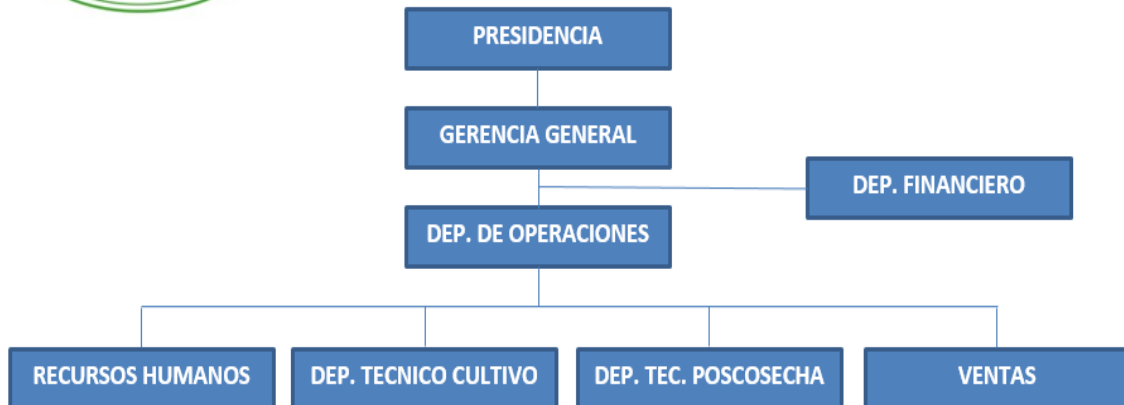 PRESIDENCIA
GERENCIA GENERAL
DEP. FINANCIERO
DEP. DE OPERACIONES
RECURSOS HUMANOS
DEP. TECNICO CULTIVO
DEP. TEC. POSCOSECHA
VENTAS